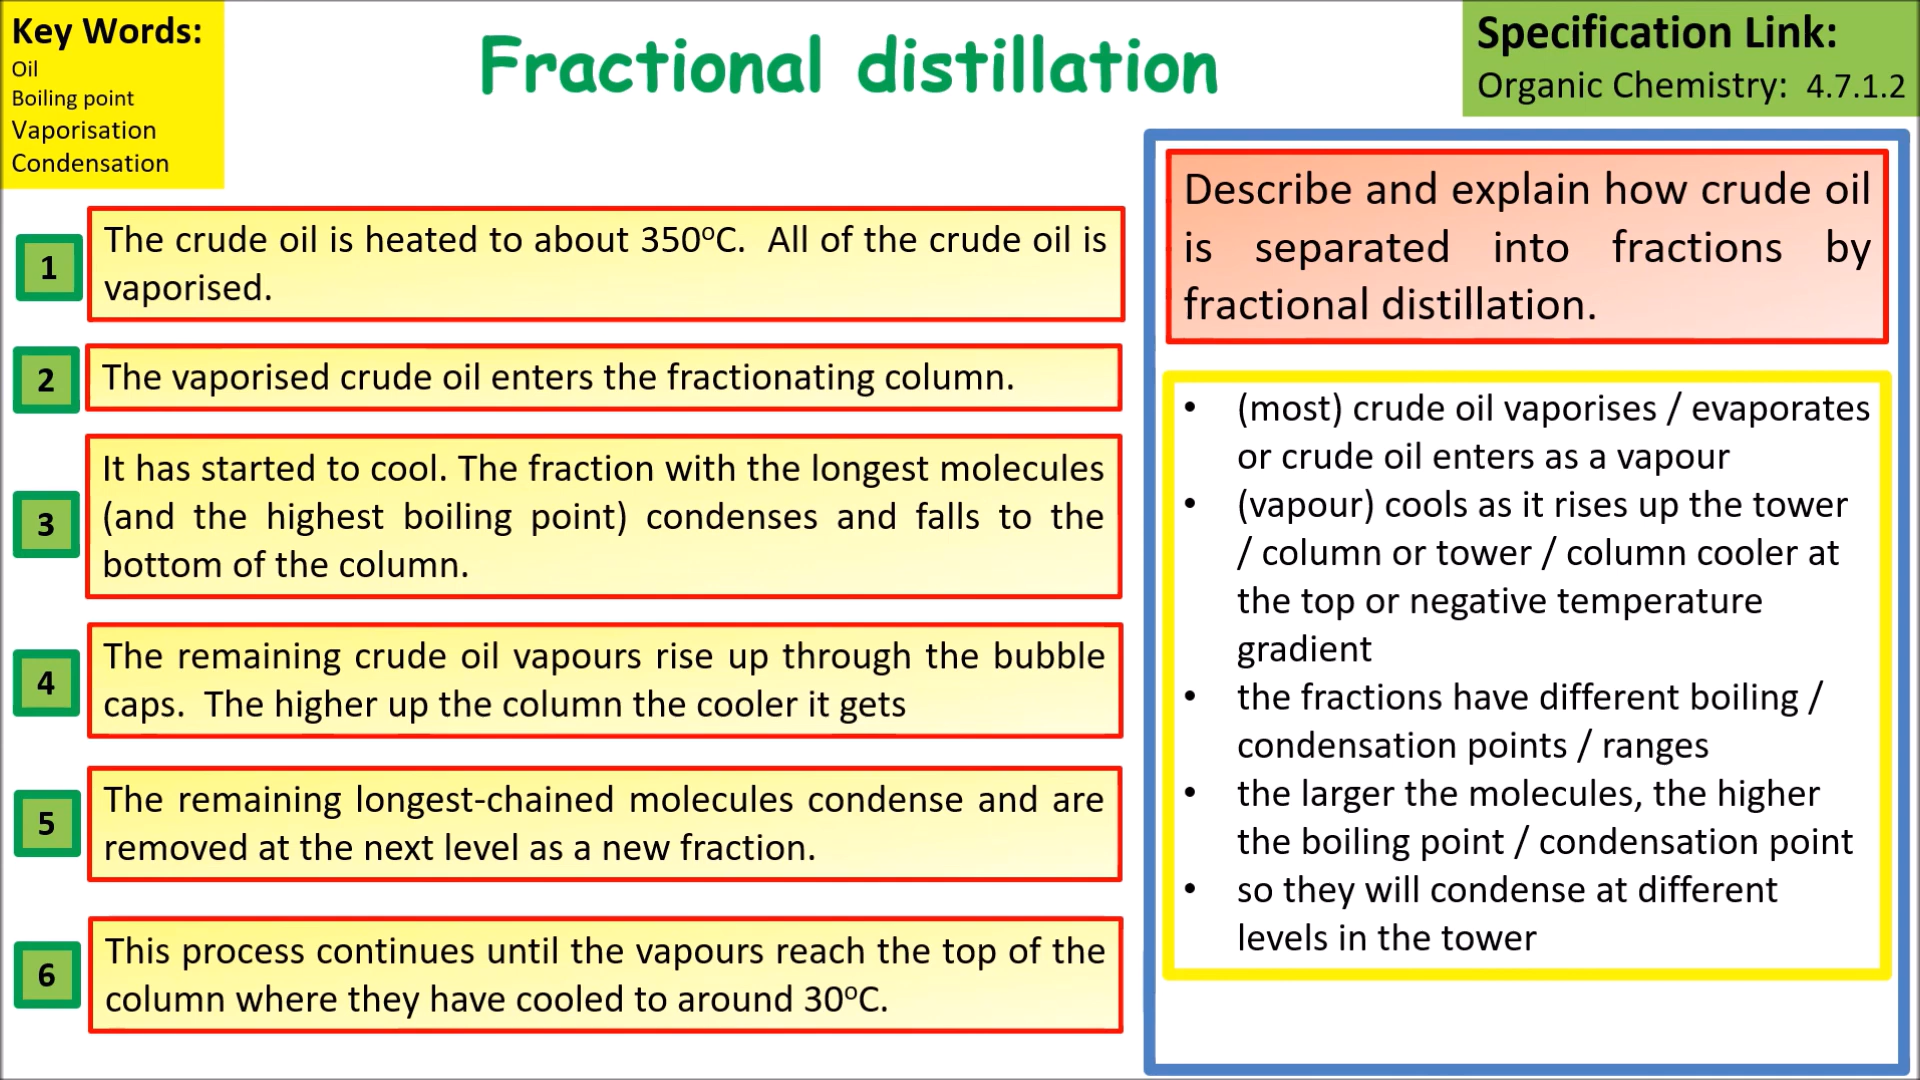 Key Words:
Oil
Boiling point
Vaporisation
Condensation
Fractional distillation
Specification Link:
Organic Chemistry: 4.7.1.2
1
The crude oil is heated to about 350ºC. All of the crude oil is
vaporised.
2
The vaporised crude oil enters the fractionating column.
3
It has started to cool. The fraction with the longest molecules
(and the highest boiling point) condenses and falls to the
bottom of the column.
4
The remaining crude oil vapours rise up through the bubble
caps. The higher up the column the cooler it gets
5
The remaining longest-chained molecules condense and are
removed at the next level as a new fraction.
6
This process continues until the vapours reach the top of the
column where they have cooled to around 30ºC.
Describe and explain how crude oil
is separated into fractions by
fractional distillation.
• (most) crude oil vaporises / evaporates
or crude oil enters as a vapour
• (vapour) cools as it rises up the tower
/ column or tower / column cooler at
the top or negative temperature
gradient
• the fractions have different boiling /
condensation points / ranges
• the larger the molecules, the higher
the boiling point / condensation point
• so they will condense at different
levels in the tower